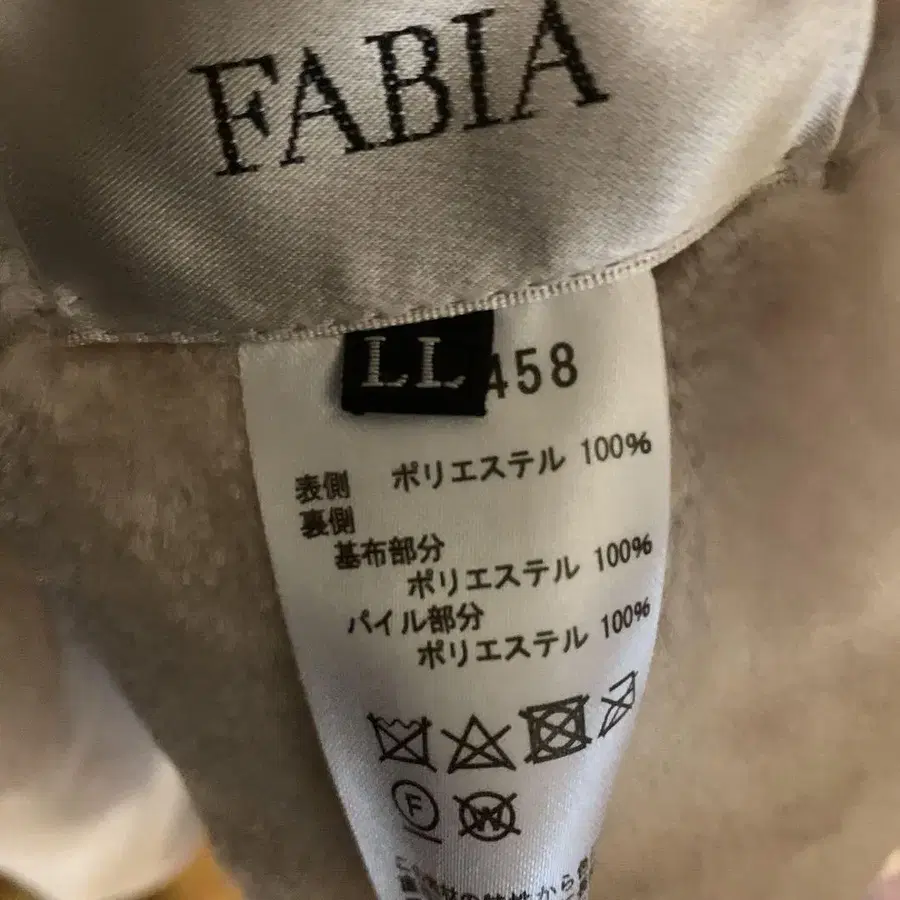 FABIA
LL
458
表側 ポリエステル 100%
裏側
基布部分
ポリエステル 100%
パイル部分
ポリエステル 100%
F
W